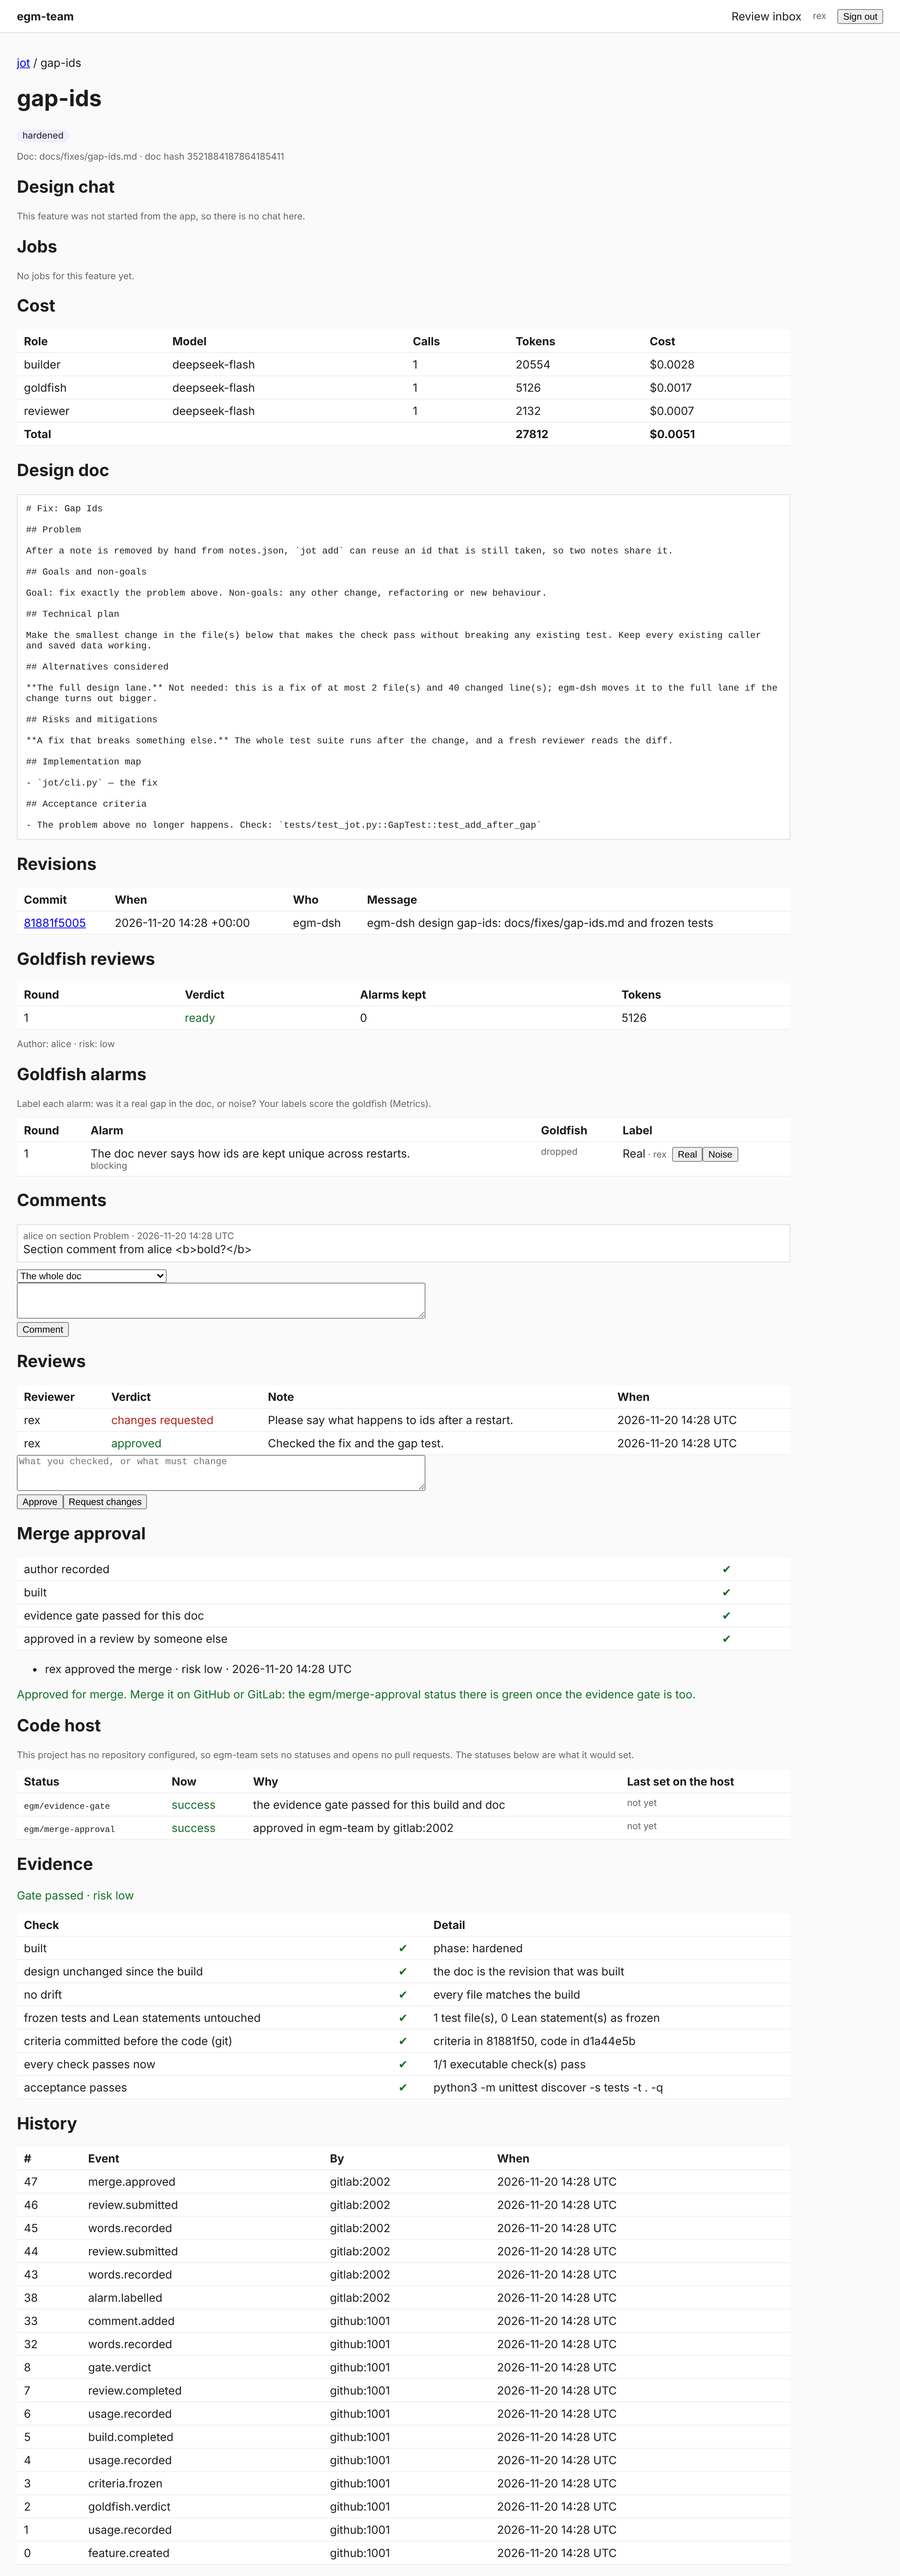 egm-team Review inbox rex Sign out
jot / gap-ids
gap-ids
hardened
Doc: docs/fixes/gap-ids.md · doc hash 3521884187864185411
Design chat
This feature was not started from the app, so there is no chat here.
Jobs
No jobs for this feature yet.
Cost
Role Model Calls Tokens Cost
builder deepseek-flash 1 20554 $0.0028
goldfish deepseek-flash 1 5126 $0.0017
reviewer deepseek-flash 1 2132 $0.0007
Total 27812 $0.0051
Design doc
# Fix: Gap Ids
## Problem
After a note is removed by hand from notes.json, `jot add` can reuse an id that is still taken, so two notes share it.
## Goals and non-goals
Goal: fix exactly the problem above. Non-goals: any other change, refactoring or new behaviour.
## Technical plan
Make the smallest change in the file(s) below that makes the check pass without breaking any existing test. Keep every existing caller
and saved data working.
## Alternatives considered
**The full design lane.** Not needed: this is a fix of at most 2 file(s) and 40 changed line(s); egm-dsh moves it to the full lane if the
change turns out bigger.
## Risks and mitigations
**A fix that breaks something else.** The whole test suite runs after the change, and a fresh reviewer reads the diff.
## Implementation map
- `jot/cli.py` — the fix
## Acceptance criteria
- The problem above no longer happens. Check: `tests/test_jot.py::GapTest::test_add_after_gap`
Revisions
Commit When Who Message
81881f5005 2026-11-20 14:28 +00:00 egm-dsh egm-dsh design gap-ids: docs/fixes/gap-ids.md and frozen tests
Goldfish reviews
Round Verdict Alarms kept Tokens
1 ready 0 5126
Author: alice · risk: low
Goldfish alarms
Label each alarm: was it a real gap in the doc, or noise? Your labels score the goldfish (Metrics).
Round Alarm Goldfish Label
1 The doc never says how ids are kept unique across restarts. dropped Real · rex Real Noise
blocking
Comments
alice on section Problem · 2026-11-20 14:28 UTC
Section comment from alice <b>bold?</b>
The whole doc
Comment
Reviews
Reviewer Verdict Note When
rex changes requested Please say what happens to ids after a restart. 2026-11-20 14:28 UTC
rex approved Checked the fix and the gap test. 2026-11-20 14:28 UTC
What you checked, or what must change
Approve Request changes
Merge approval
author recorded ✔
built ✔
evidence gate passed for this doc ✔
approved in a review by someone else ✔
• rex approved the merge · risk low · 2026-11-20 14:28 UTC
Approved for merge. Merge it on GitHub or GitLab: the egm/merge-approval status there is green once the evidence gate is too.
Code host
This project has no repository configured, so egm-team sets no statuses and opens no pull requests. The statuses below are what it would set.
Status Now Why Last set on the host
egm/evidence-gate success the evidence gate passed for this build and doc not yet
egm/merge-approval success approved in egm-team by gitlab:2002 not yet
Evidence
Gate passed · risk low
Check Detail
built ✔ phase: hardened
design unchanged since the build ✔ the doc is the revision that was built
no drift ✔ every file matches the build
frozen tests and Lean statements untouched ✔ 1 test file(s), 0 Lean statement(s) as frozen
criteria committed before the code (git) ✔ criteria in 81881f50, code in d1a44e5b
every check passes now ✔ 1/1 executable check(s) pass
acceptance passes ✔ python3 -m unittest discover -s tests -t . -q
History
# Event By When
47 merge.approved gitlab:2002 2026-11-20 14:28 UTC
46 review.submitted gitlab:2002 2026-11-20 14:28 UTC
45 words.recorded gitlab:2002 2026-11-20 14:28 UTC
44 review.submitted gitlab:2002 2026-11-20 14:28 UTC
43 words.recorded gitlab:2002 2026-11-20 14:28 UTC
38 alarm.labelled gitlab:2002 2026-11-20 14:28 UTC
33 comment.added github:1001 2026-11-20 14:28 UTC
32 words.recorded github:1001 2026-11-20 14:28 UTC
8 gate.verdict github:1001 2026-11-20 14:28 UTC
7 review.completed github:1001 2026-11-20 14:28 UTC
6 usage.recorded github:1001 2026-11-20 14:28 UTC
5 build.completed github:1001 2026-11-20 14:28 UTC
4 usage.recorded github:1001 2026-11-20 14:28 UTC
3 criteria.frozen github:1001 2026-11-20 14:28 UTC
2 goldfish.verdict github:1001 2026-11-20 14:28 UTC
1 usage.recorded github:1001 2026-11-20 14:28 UTC
0 feature.created github:1001 2026-11-20 14:28 UTC